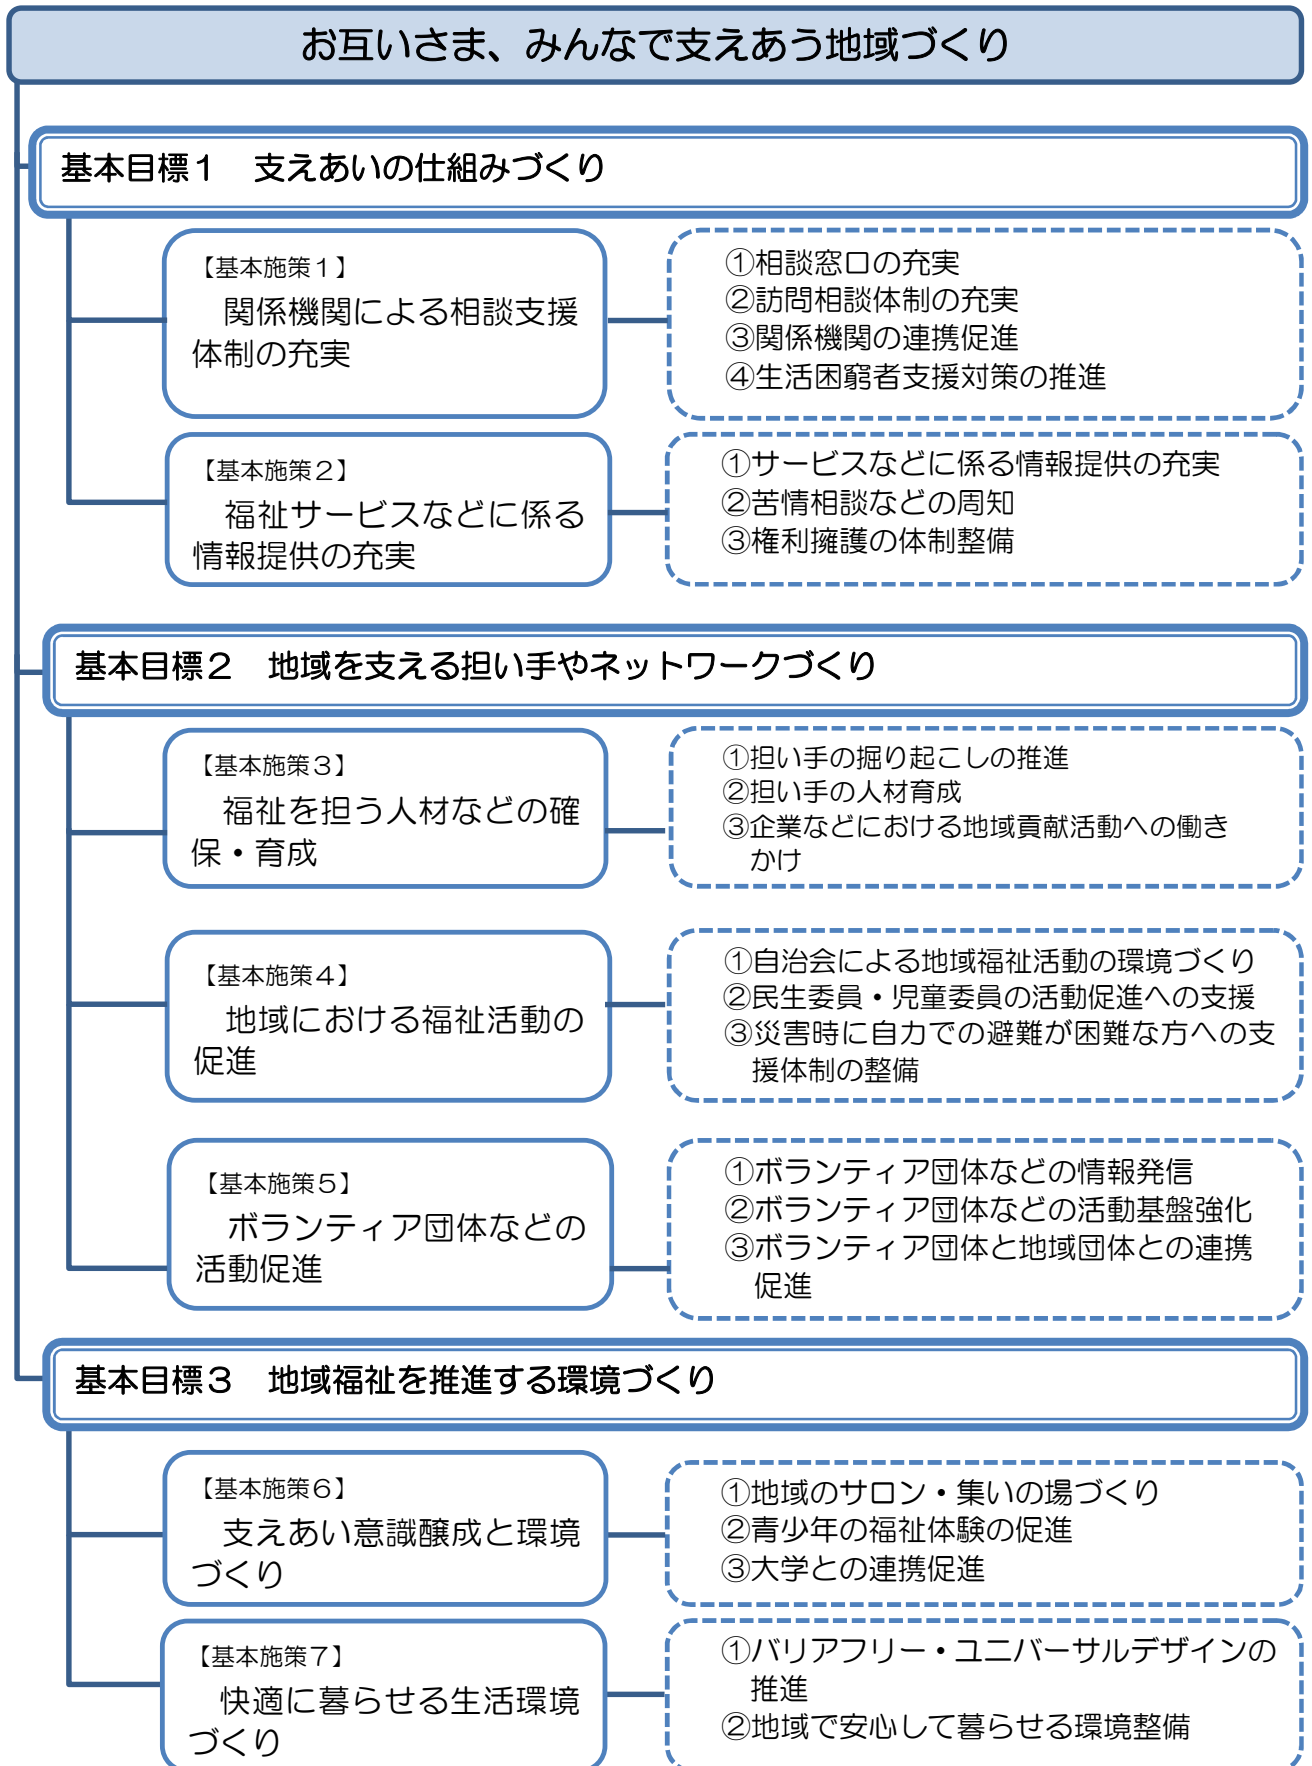 お互いさま、みんなで支えあう地域づくり
基本目標１　支えあいの仕組みづくり
【基本施策１】
関係機関による相談支援
体制の充実
①相談窓口の充実
②訪問相談体制の充実
③関係機関の連携促進
④生活困窮者支援対策の推進
【基本施策２】
福祉サービスなどに係る
情報提供の充実
①サービスなどに係る情報提供の充実
②苦情相談などの周知
③権利擁護の体制整備
基本目標２　地域を支える担い手やネットワークづくり
【基本施策３】
福祉を担う人材などの確
保・育成
①担い手の掘り起こしの推進
②担い手の人材育成
③企業などにおける地域貢献活動への働き
かけ
【基本施策４】
地域における福祉活動の
促進
①自治会による地域福祉活動の環境づくり
②民生委員・児童委員の活動促進への支援
③災害時に自力での避難が困難な方への支
援体制の整備
【基本施策５】
ボランティア団体などの
活動促進
①ボランティア団体などの情報発信
②ボランティア団体などの活動基盤強化
③ボランティア団体と地域団体との連携
促進
基本目標３　地域福祉を推進する環境づくり
【基本施策６】
支えあい意識醸成と環境
づくり
①地域のサロン・集いの場づくり
②青少年の福祉体験の促進
③大学との連携促進
【基本施策７】
快適に暮らせる生活環境
づくり
①バリアフリー・ユニバーサルデザインの
推進
②地域で安心して暮らせる環境整備